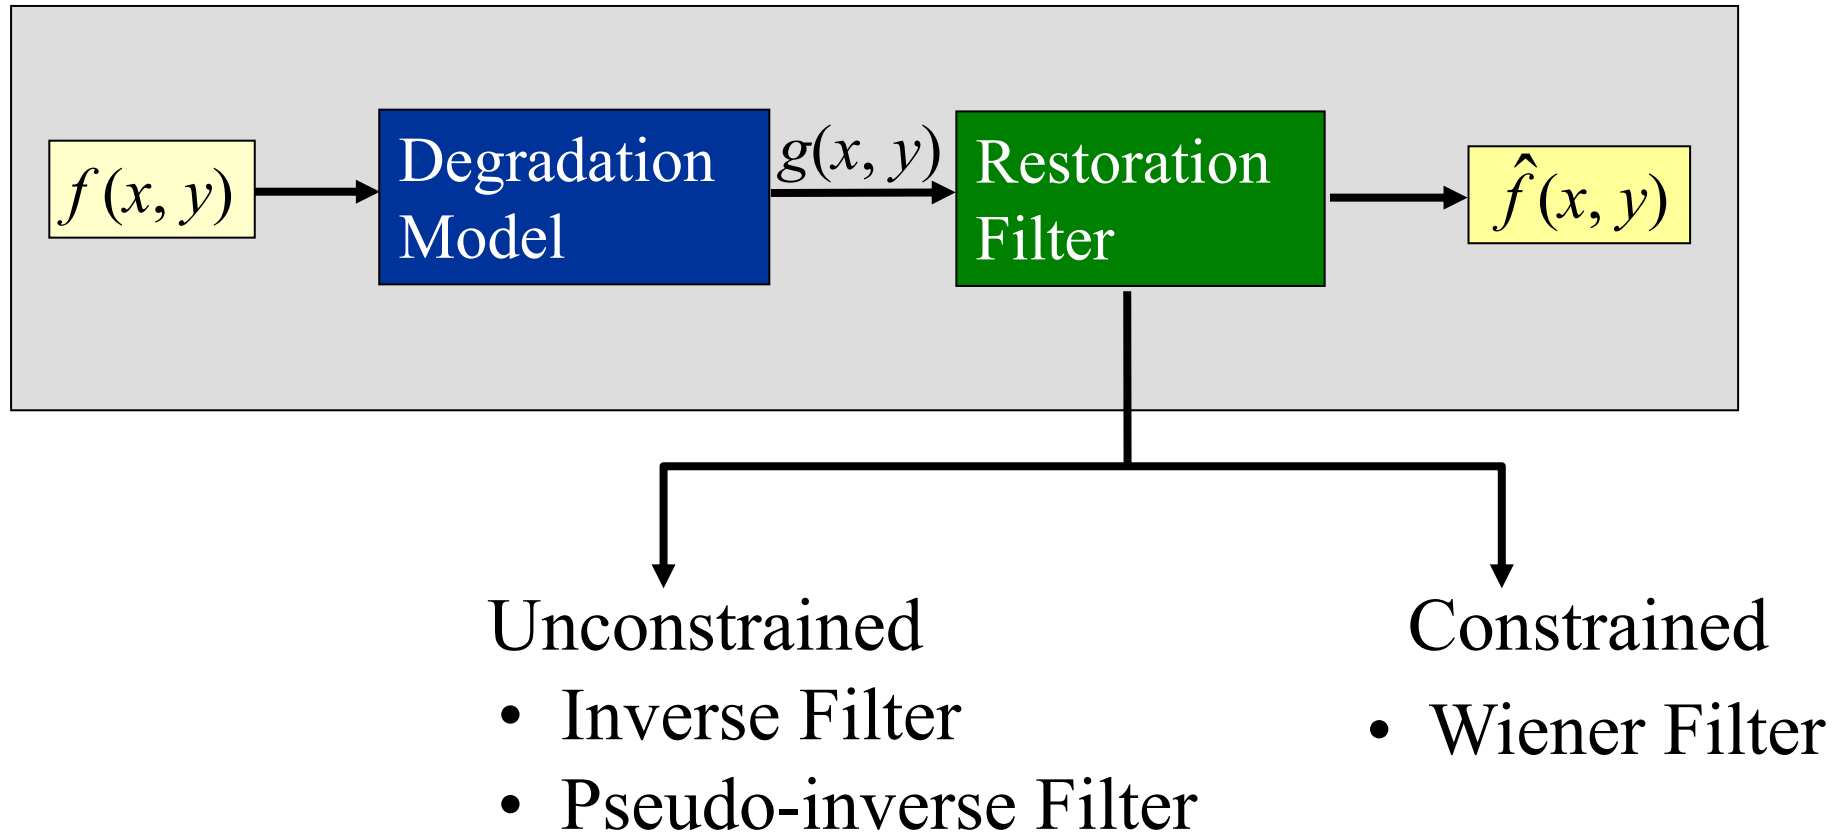 f(x, y)
Degradation
Model
g(x, y)
Restoration
Filter
f̂(x, y)
Unconstrained
• Inverse Filter
• Pseudo-inverse Filter
Constrained
• Wiener Filter